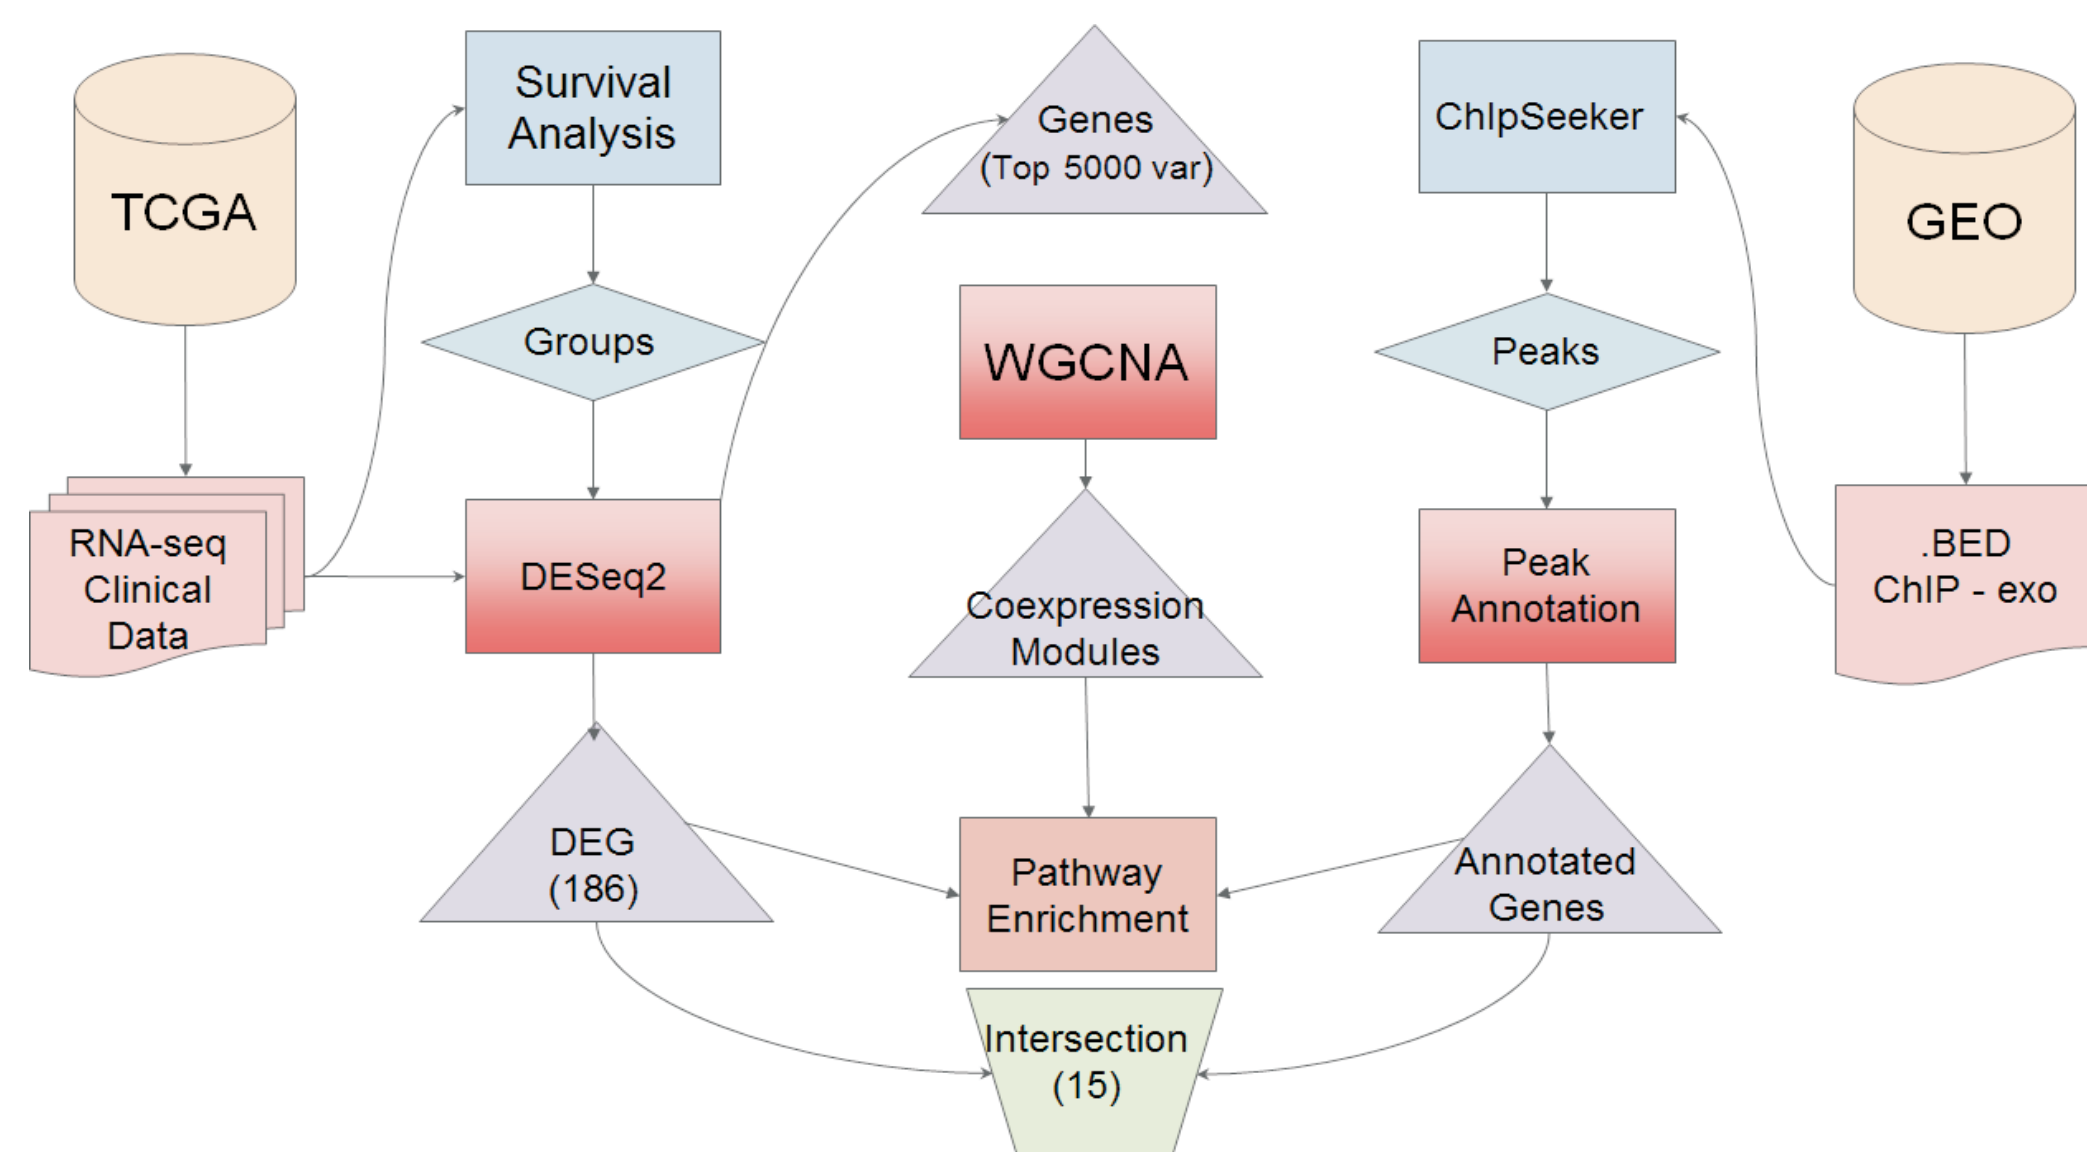 TCGA
Survival
Analysis
Genes
(Top 5000 var)
ChIpSeeker
GEO
Groups
WGCNA
Peaks
RNA-seq
Clinical
Data
DESeq2
Coexpression
Modules
Peak
Annotation
.BED
ChIP - exo
DEG
(186)
Pathway
Enrichment
Annotated
Genes
Intersection
(15)